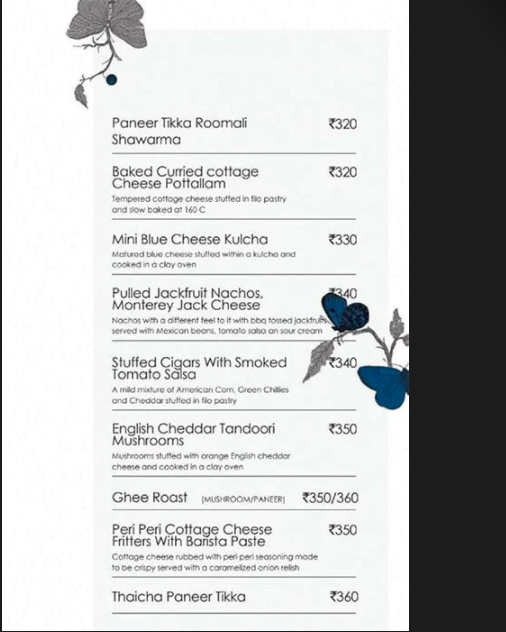 Paneer Tikka Roomali ₹320
Shawarma
Baked Curried cottage ₹320
Cheese Pottallam
Tempered cottage cheese stuffed in filo pastry
and slow baked at 160 C
Mini Blue Cheese Kulcha ₹330
Matured blue cheese stuffed within a kulcha and
cooked in a clay oven
Pulled Jackfruit Nachos, ₹340
Monterey Jack Cheese
Nachos with a different feel to it with bbq tossed jackfruits,
served with Mexican beans, tomato salsa an sour cream
Stuffed Cigars With Smoked ₹340
Tomato Salsa
A mild mixture of American Corn, Green Chillies
and Cheddar stuffed in filo pastry
English Cheddar Tandoori ₹350
Mushrooms
Mushrooms stuffed with orange English cheddar
cheese and cooked in a clay oven
Ghee Roast (MUSHROOM/PANEER) ₹350/360
Peri Peri Cottage Cheese ₹350
Fritters With Barista Paste
Cottage cheese rubbed with peri peri seasoning made
to be crispy served with a caramelized onion relish
Thaicha Paneer Tikka ₹360